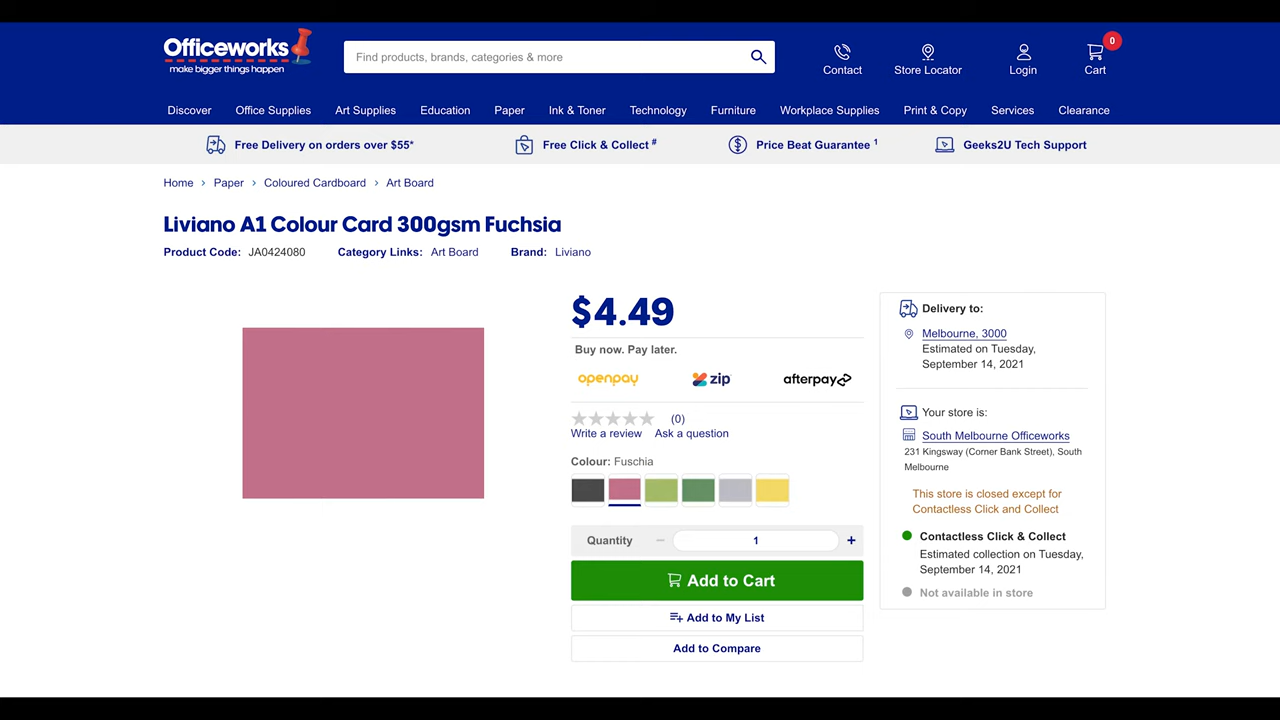 Officeworks
make bigger things happen
Find products, brands, categories & more
Contact
Store Locator
Login
0
Cart
Discover
Office Supplies
Art Supplies
Education
Paper
Ink & Toner
Technology
Furniture
Workplace Supplies
Print & Copy
Services
Clearance
Free Delivery on orders over $55*
Free Click & Collect #
Price Beat Guarantee 1
Geeks2U Tech Support
Home > Paper > Coloured Cardboard > Art Board
Liviano A1 Colour Card 300gsm Fuchsia
Product Code: JA0424080 Category Links: Art Board Brand: Liviano
$4.49
Buy now. Pay later.
openpay
zip
afterpay
(0)
Write a review Ask a question
Colour: Fuschia
Quantity − 1 +
Add to Cart
Add to My List
Add to Compare
Delivery to:
Melbourne, 3000
Estimated on Tuesday,
September 14, 2021
Your store is:
South Melbourne Officeworks
231 Kingsway (Corner Bank Street), South
Melbourne
This store is closed except for
Contactless Click and Collect
Contactless Click & Collect
Estimated collection on Tuesday,
September 14, 2021
Not available in store